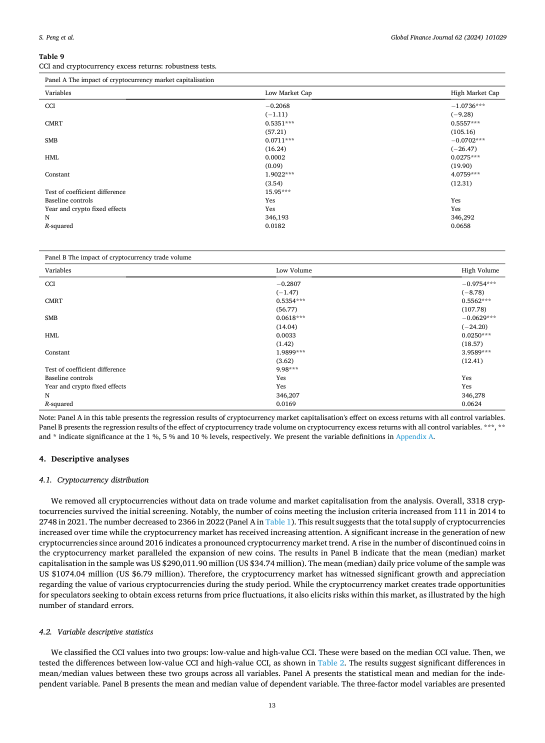 S. Peng et al.
Global Finance Journal 62 (2024) 101029
Table 9
CCI and cryptocurrency excess returns: robustness tests.
Panel A The impact of cryptocurrency market capitalisation
Variables Low Market Cap High Market Cap
CCI −0.2068 −1.0736***
(−1.11) (−9.28)
CMRT 0.5351*** 0.5557***
(57.21) (105.16)
SMB 0.0711*** −0.0702***
(16.24) (−26.47)
HML 0.0002 0.0275***
(0.09) (19.90)
Constant 1.9022*** 4.0759***
(3.54) (12.31)
Test of coefficient difference 15.95***
Baseline controls Yes Yes
Year and crypto fixed effects Yes Yes
N 346,193 346,292
R-squared 0.0182 0.0658
Panel B The impact of cryptocurrency trade volume
Variables Low Volume High Volume
CCI −0.2807 −0.9754***
(−1.47) (−8.78)
CMRT 0.5354*** 0.5562***
(56.77) (107.78)
SMB 0.0618*** −0.0629***
(14.04) (−24.20)
HML 0.0033 0.0250***
(1.42) (18.57)
Constant 1.9899*** 3.9589***
(3.62) (12.41)
Test of coefficient difference 9.98***
Baseline controls Yes Yes
Year and crypto fixed effects Yes Yes
N 346,207 346,278
R-squared 0.0169 0.0624
Note: Panel A in this table presents the regression results of cryptocurrency market capitalisation's effect on excess returns with all control variables.
Panel B presents the regression results of the effect of cryptocurrency trade volume on cryptocurrency excess returns with all control variables. ***, **
and * indicate significance at the 1 %, 5 % and 10 % levels, respectively. We present the variable definitions in Appendix A.
4. Descriptive analyses
4.1. Cryptocurrency distribution
We removed all cryptocurrencies without data on trade volume and market capitalisation from the analysis. Overall, 3318 cryp-
tocurrencies survived the initial screening. Notably, the number of coins meeting the inclusion criteria increased from 111 in 2014 to
2748 in 2021. The number decreased to 2366 in 2022 (Panel A in Table 1). This result suggests that the total supply of cryptocurrencies
increased over time while the cryptocurrency market has received increasing attention. A significant increase in the generation of new
cryptocurrencies since around 2016 indicates a pronounced cryptocurrency market trend. A rise in the number of discontinued coins in
the cryptocurrency market paralleled the expansion of new coins. The results in Panel B indicate that the mean (median) market
capitalisation in the sample was US $290,011.90 million (US $34.74 million). The mean (median) daily price volume of the sample was
US $1074.04 million (US $6.79 million). Therefore, the cryptocurrency market has witnessed significant growth and appreciation
regarding the value of various cryptocurrencies during the study period. While the cryptocurrency market creates trade opportunities
for speculators seeking to obtain excess returns from price fluctuations, it also elicits risks within this market, as illustrated by the high
number of standard errors.
4.2. Variable descriptive statistics
We classified the CCI values into two groups: low-value and high-value CCI. These were based on the median CCI value. Then, we
tested the differences between low-value CCI and high-value CCI, as shown in Table 2. The results suggest significant differences in
mean/median values between these two groups across all variables. Panel A presents the statistical mean and median for the inde-
pendent variable. Panel B presents the mean and median value of dependent variable. The three-factor model variables are presented
13